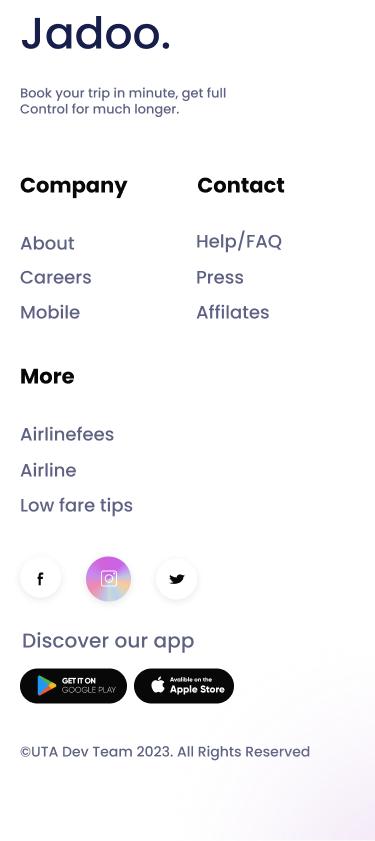 Jadoo.
Book your trip in minute, get full
Control for much longer.
Company
About
Careers
Mobile
Contact
Help/FAQ
Press
Affilates
More
Airlinefees
Airline
Low fare tips
Discover our app
GET IT ON
GOOGLE PLAY
Avalible on the
Apple Store
©UTA Dev Team 2023. All Rights Reserved